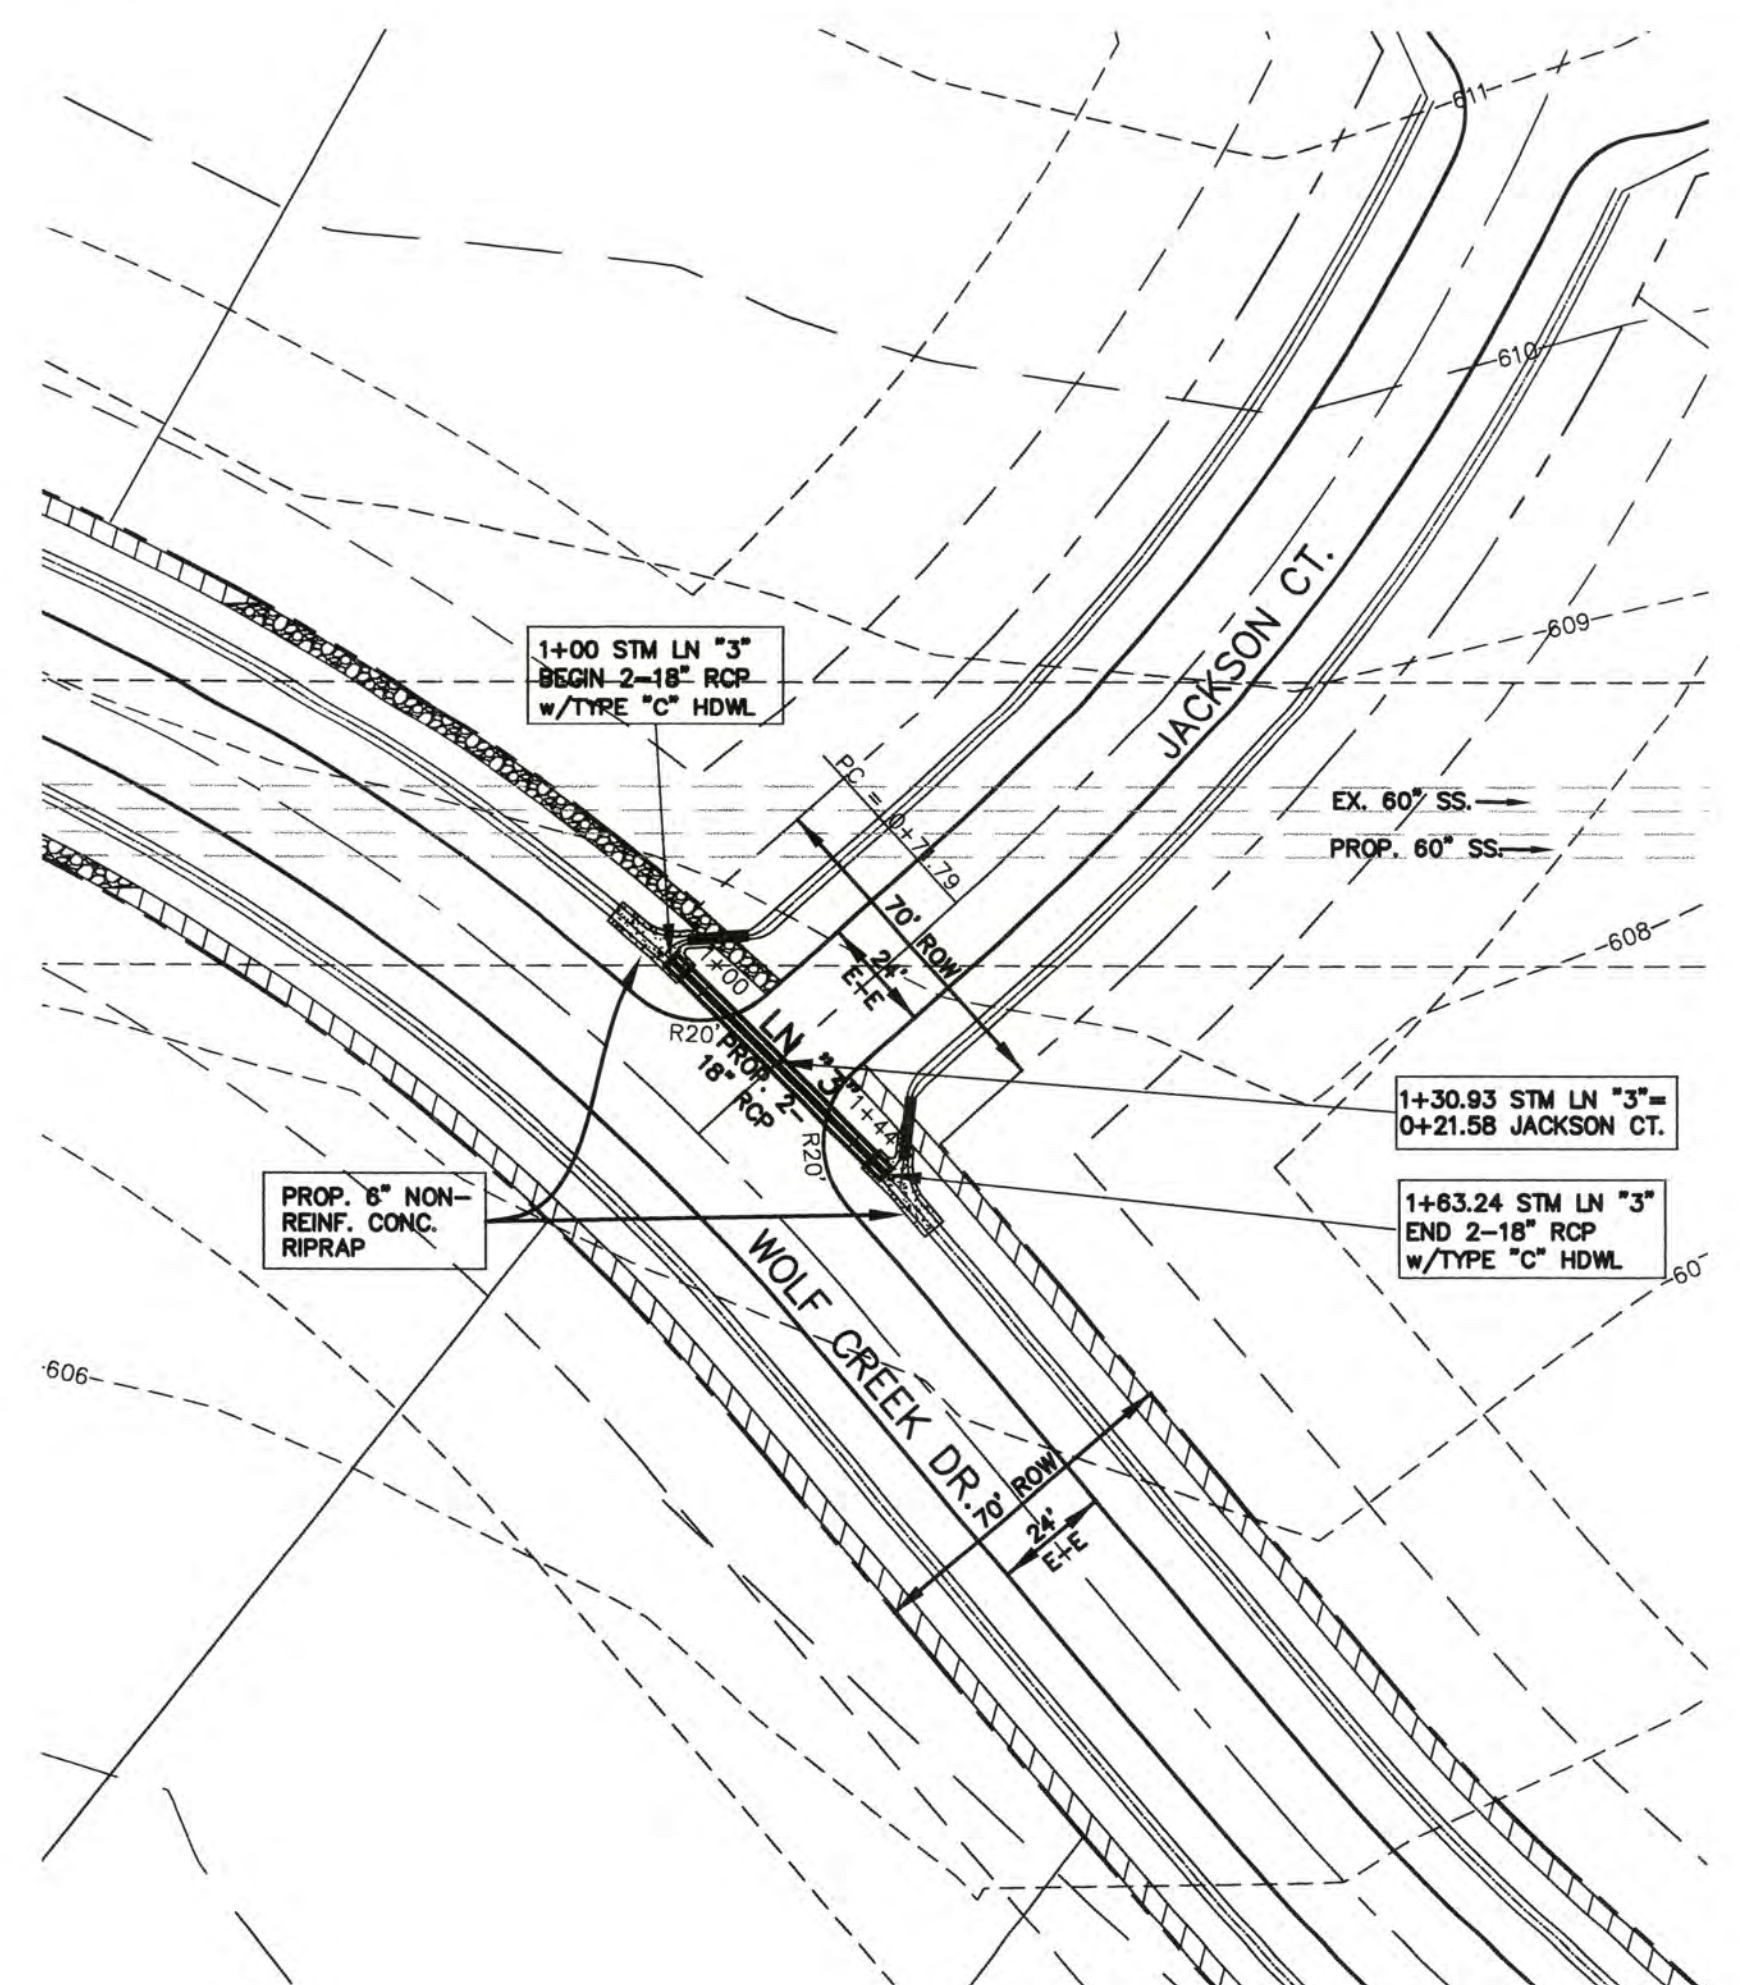 611
610
609
1+00 STM LN "3"
BEGIN 2-18" RCP
w/TYPE "C" HDWL
JACKSON CT.
EX. 60" SS.
PROP. 60" SS.
70' ROW
24'
E-E
608
1+00
R20'
LN "3"
PROP. 2-
18" RCP
1+44
R20'
1+30.93 STM LN "3"=
0+21.58 JACKSON CT.
PROP. 6" NON-
REINF. CONC.
RIPRAP
1+63.24 STM LN "3"
END 2-18" RCP
w/TYPE "C" HDWL
60
WOLF CREEK DR.
606
70' ROW
24'
E-E